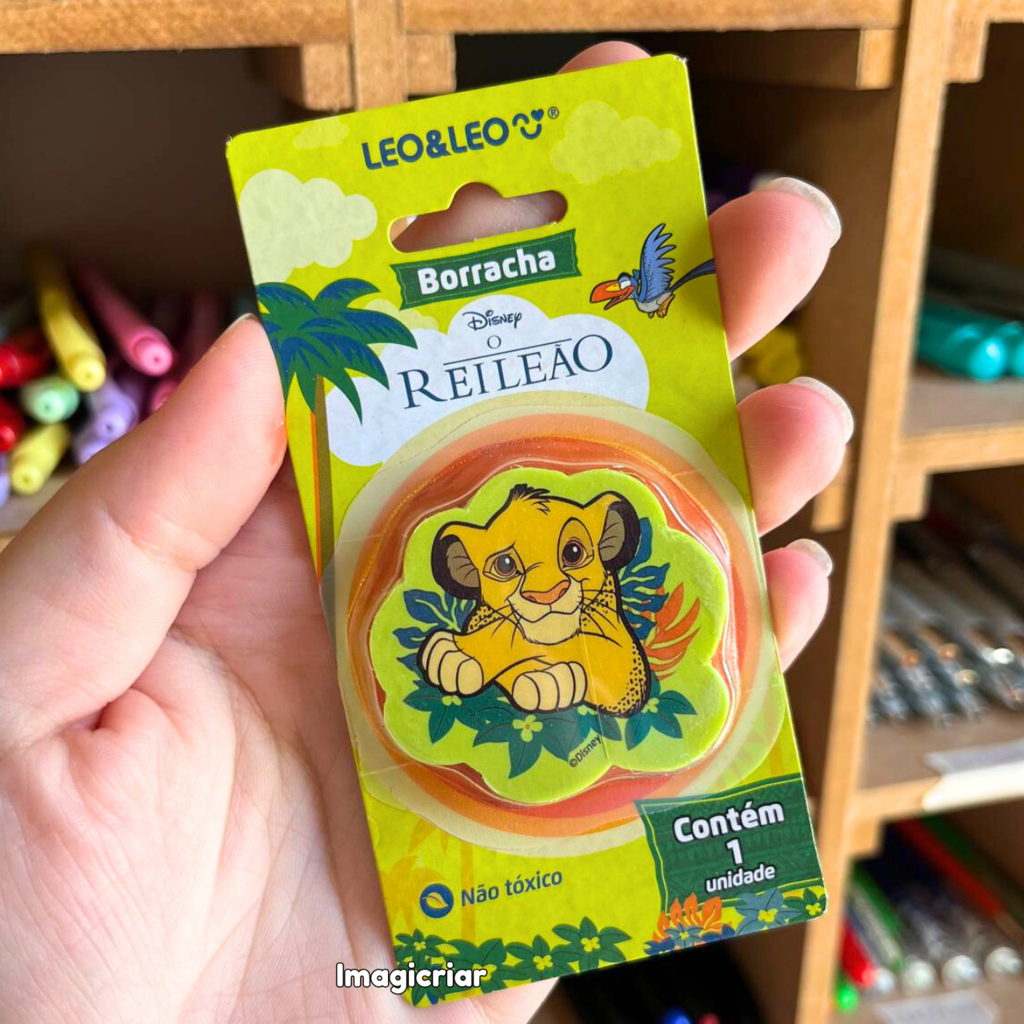 LEO&LEO®
Borracha
Disney
O
REI LEÃO
©Disney
Contém
1
unidade
Não tóxico
Imagicriar